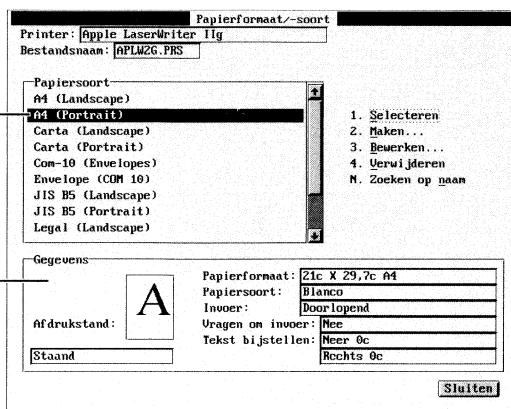 Papierformaat/-soort
Printer: Apple LaserWriter IIg
Bestandsnaam: APLW2G.PRS
Papiersoort
A4 (Landscape)
A4 (Portrait)
Carta (Landscape)
Carta (Portrait)
Com-10 (Envelopes)
Envelope (COM 10)
JIS B5 (Landscape)
JIS B5 (Portrait)
Legal (Landscape)
1. Selecteren
2. Maken...
3. Bewerken...
4. Verwijderen
N. Zoeken op naam
Gegevens
Afdrukstand:
A
Staand
Papierformaat: 21c X 29,7c A4
Papiersoort: Blanco
Invoer: Doorlopend
Vragen om invoer: Nee
Tekst bijstellen: Neer 0c
Rechts 0c
Sluiten